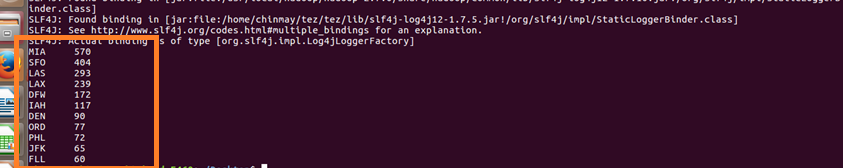 inder.class]
SLF4J: Found binding in [jar:file:/home/chinmay/tez/tez/lib/slf4j-log4j12-1.7.5.jar!/org/slf4j/impl/StaticLoggerBinder.class]
SLF4J: See http://www.slf4j.org/codes.html#multiple_bindings for an explanation.
SLF4J: Actual binding is of type [org.slf4j.impl.Log4jLoggerFactory]
MIA 570
SFO 404
LAS 293
LAX 239
DFW 172
IAH 117
DEN 90
ORD 77
PHL 72
JFK 65
FLL 60